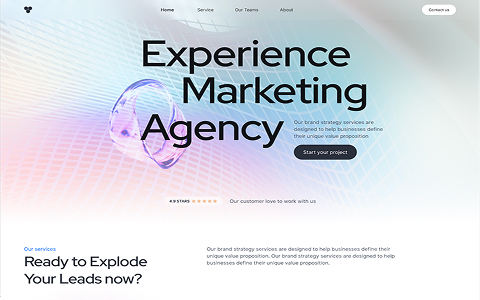 Home Service Our Teams About Contact us
Experience
Marketing
Agency
Our brand strategy services are
designed to help businesses define
their unique value proposition
Start your project
4.9 STARS
Our customer love to work with us
Our services
Ready to Explode
Your Leads now?
Our brand strategy services are designed to help businesses define their
unique value proposition. Our brand strategy services are designed to help
businesses define their unique value proposition.